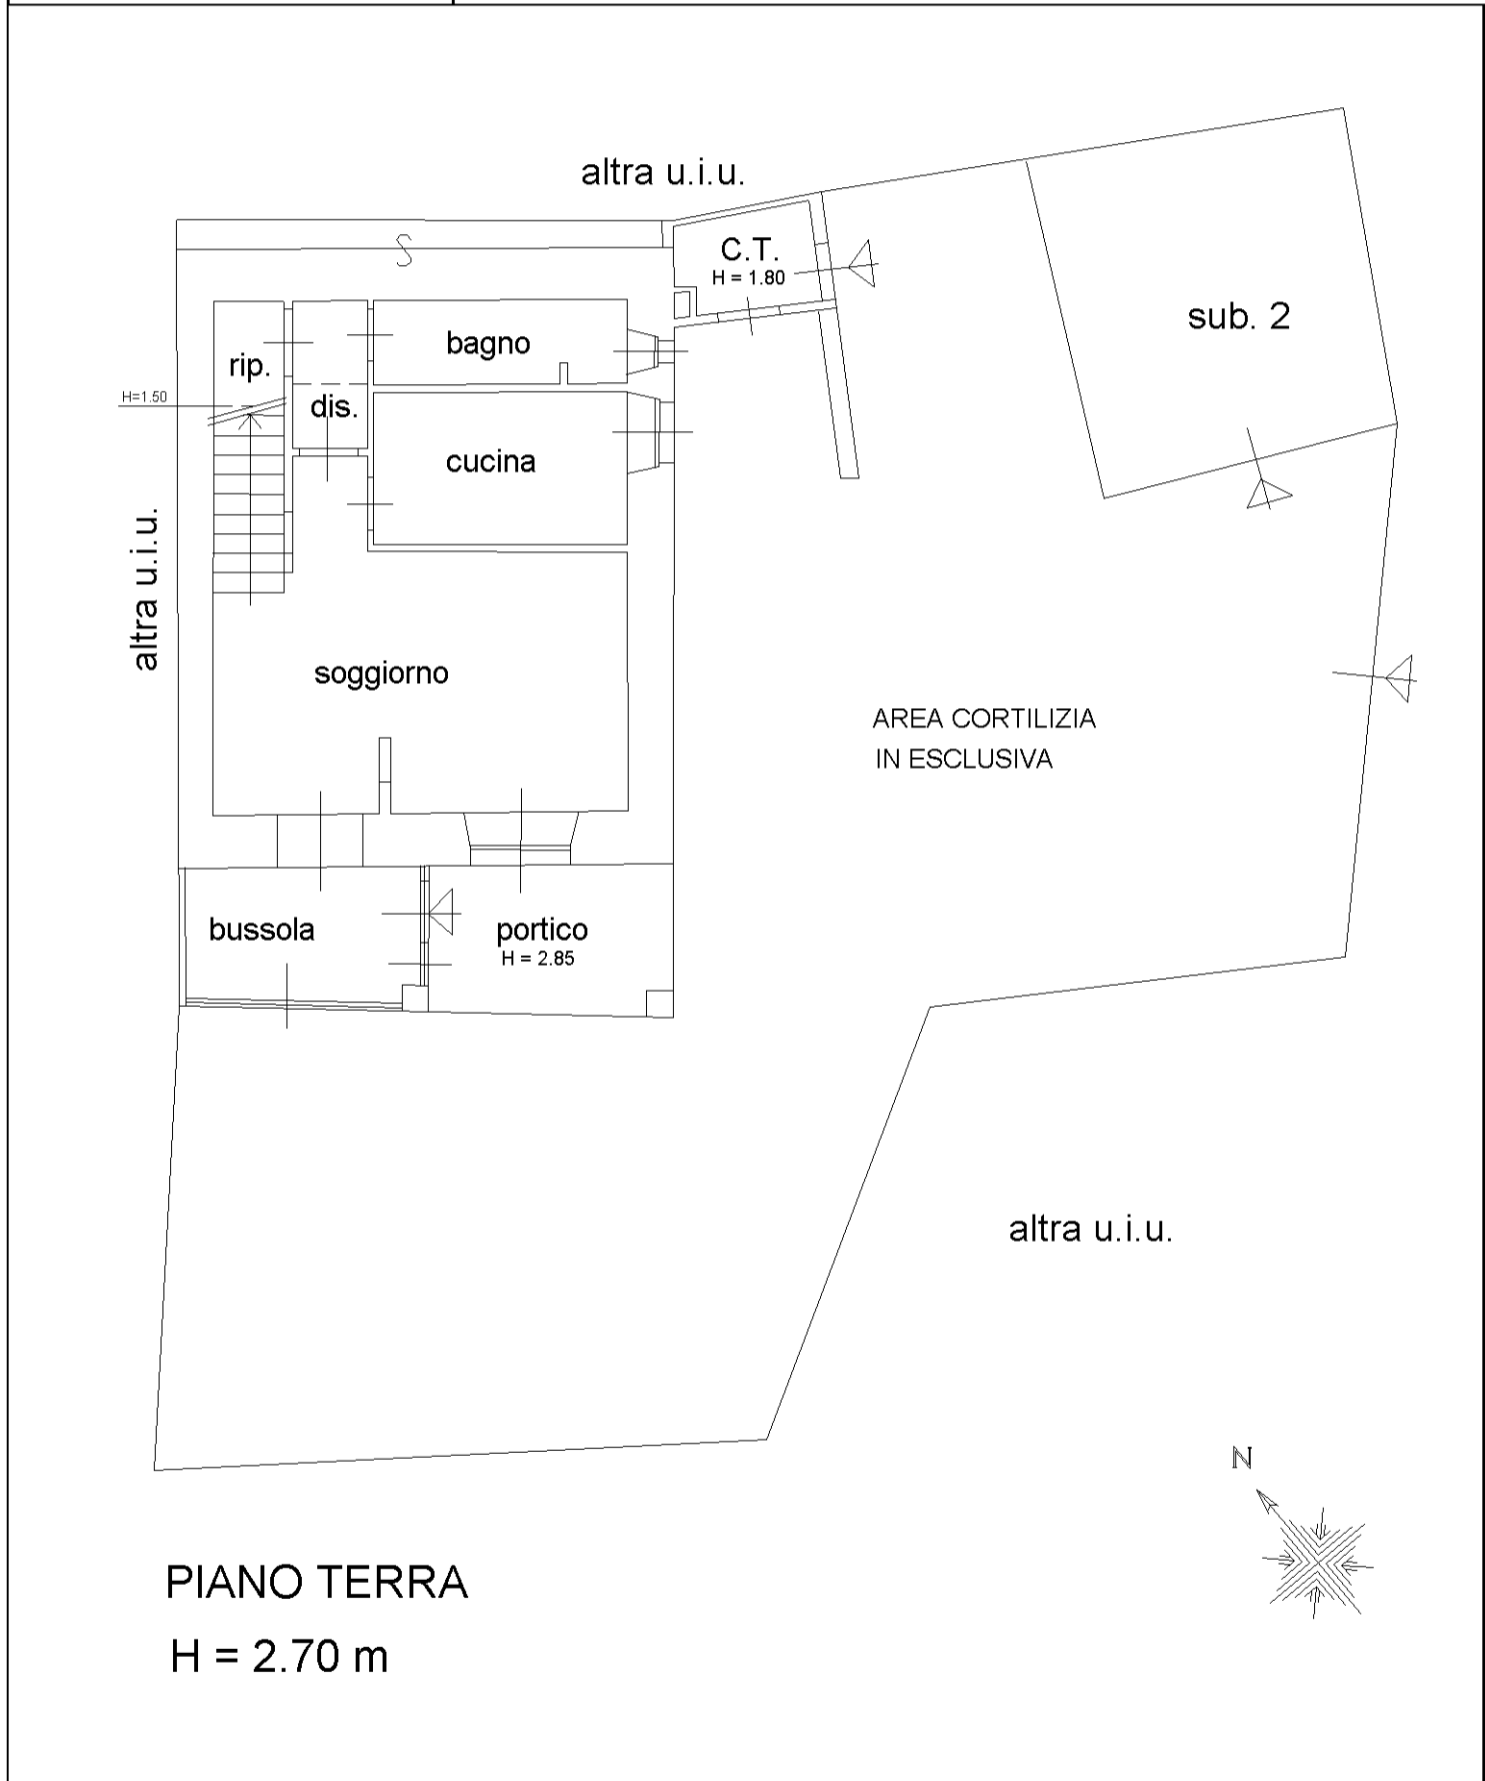 altra u.i.u.
C.T.
H = 1.80
sub. 2
bagno
rip.
H=1.50
dis.
cucina
altra u.i.u.
soggiorno
AREA CORTILIZIA
IN ESCLUSIVA
bussola
portico
H = 2.85
altra u.i.u.
N
PIANO TERRA
H = 2.70 m